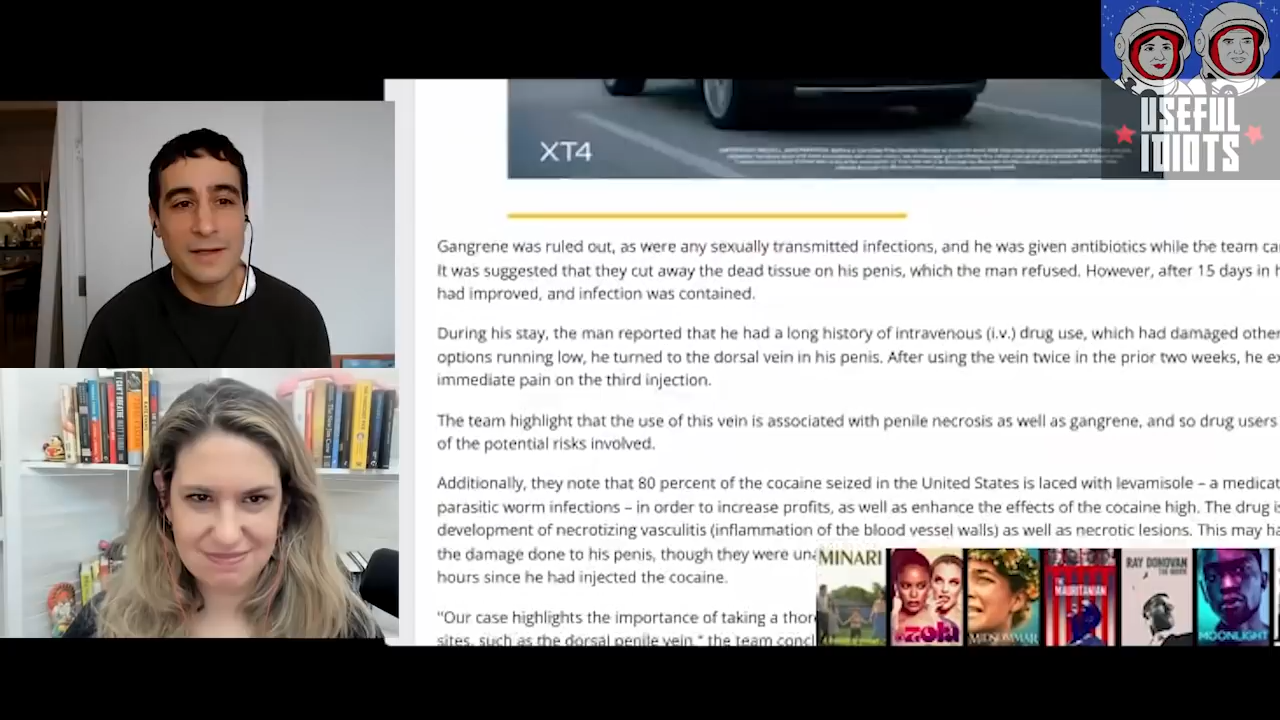 USEFUL
IDIOTS
XT4
Gangrene was ruled out, as were any sexually transmitted infections, and he was given antibiotics while the team
It was suggested that they cut away the dead tissue on his penis, which the man refused. However, after 15 days in
had improved, and infection was contained.
During his stay, the man reported that he had a long history of intravenous (i.v.) drug use, which had damaged other
options running low, he turned to the dorsal vein in his penis. After using the vein twice in the prior two weeks, he
immediate pain on the third injection.
The team highlight that the use of this vein is associated with penile necrosis as well as gangrene, and so drug users
of the potential risks involved.
Additionally, they note that 80 percent of the cocaine seized in the United States is laced with levamisole – a
parasitic worm infections – in order to increase profits, as well as enhance the effects of the cocaine high. The drug
development of necrotizing vasculitis (inflammation of the blood vessel walls) as well as necrotic lesions. This may
the damage done to his penis, though they were
hours since he had injected the cocaine.
"Our case highlights the importance of taking a
sites, such as the dorsal penile vein," the team
MINARI
zola
MIDSOMMAR
THE MAURITANIAN
RAY DONOVAN
THE MOVIE
MOONLIGHT